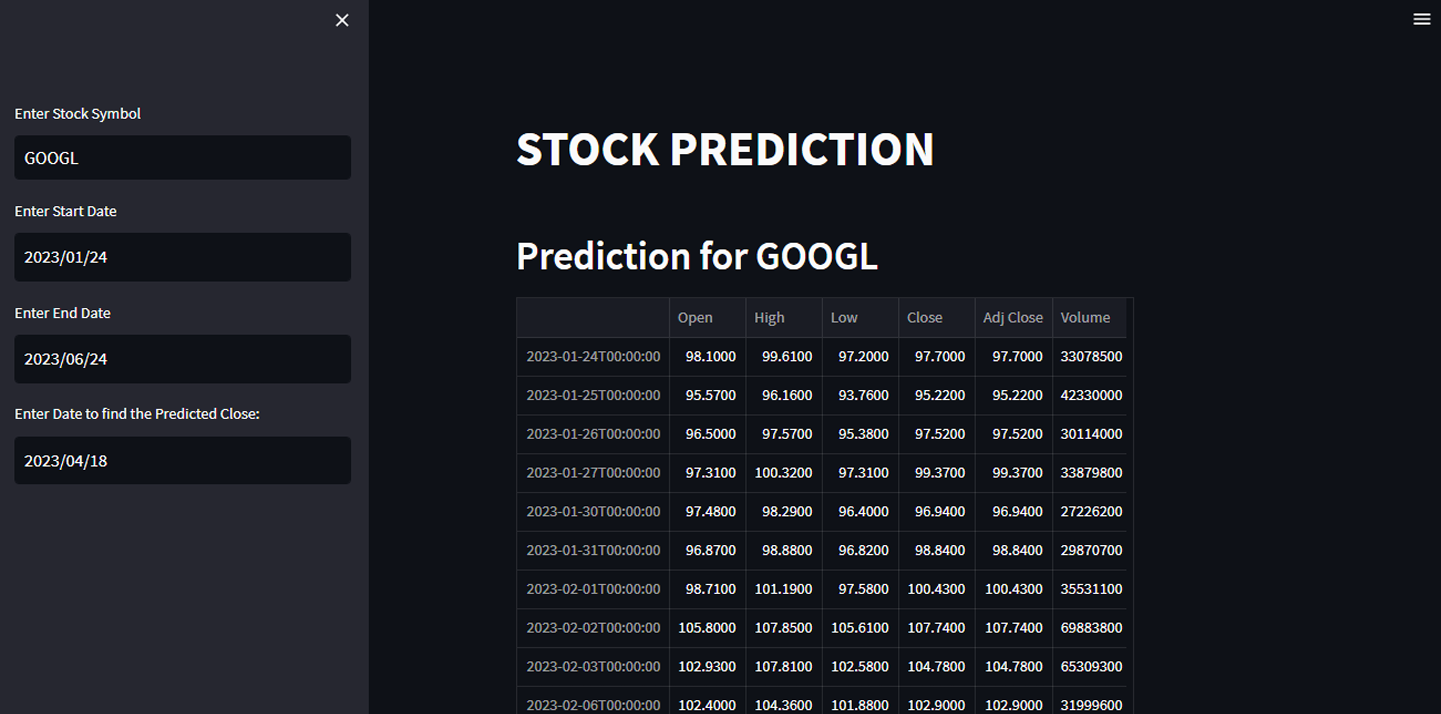 Enter Stock Symbol
GOOGL
Enter Start Date
2023/01/24
Enter End Date
2023/06/24
Enter Date to find the Predicted Close:
2023/04/18
STOCK PREDICTION
Prediction for GOOGL
Open High Low Close Adj Close Volume
2023-01-24T00:00:00 98.1000 99.6100 97.2000 97.7000 97.7000 33078500
2023-01-25T00:00:00 95.5700 96.1600 93.7600 95.2200 95.2200 42330000
2023-01-26T00:00:00 96.5000 97.5700 95.3800 97.5200 97.5200 30114000
2023-01-27T00:00:00 97.3100 100.3200 97.3100 99.3700 99.3700 33879800
2023-01-30T00:00:00 97.4800 98.2900 96.4000 96.9400 96.9400 27226200
2023-01-31T00:00:00 96.8700 98.8800 96.8200 98.8400 98.8400 29870700
2023-02-01T00:00:00 98.7100 101.1900 97.5800 100.4300 100.4300 35531100
2023-02-02T00:00:00 105.8000 107.8500 105.6100 107.7400 107.7400 69883800
2023-02-03T00:00:00 102.9300 107.8100 102.5800 104.7800 104.7800 65309300
2023-02-06T00:00:00 102.4000 104.3600 101.8800 102.9000 102.9000 31999600